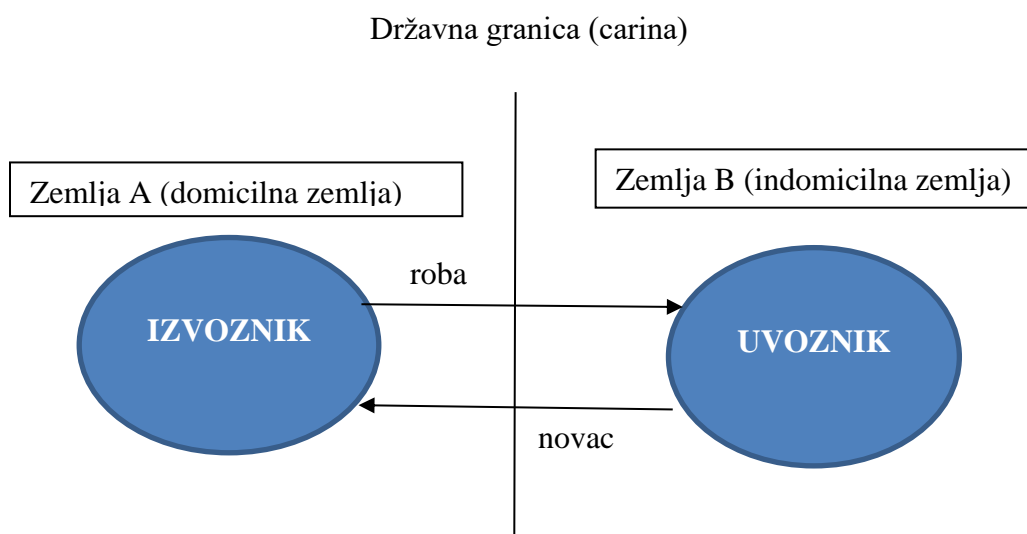 Državna granica (carina)
Zemlja A (domicilna zemlja)
Zemlja B (indomicilna zemlja)
roba
IZVOZNIK
UVOZNIK
novac